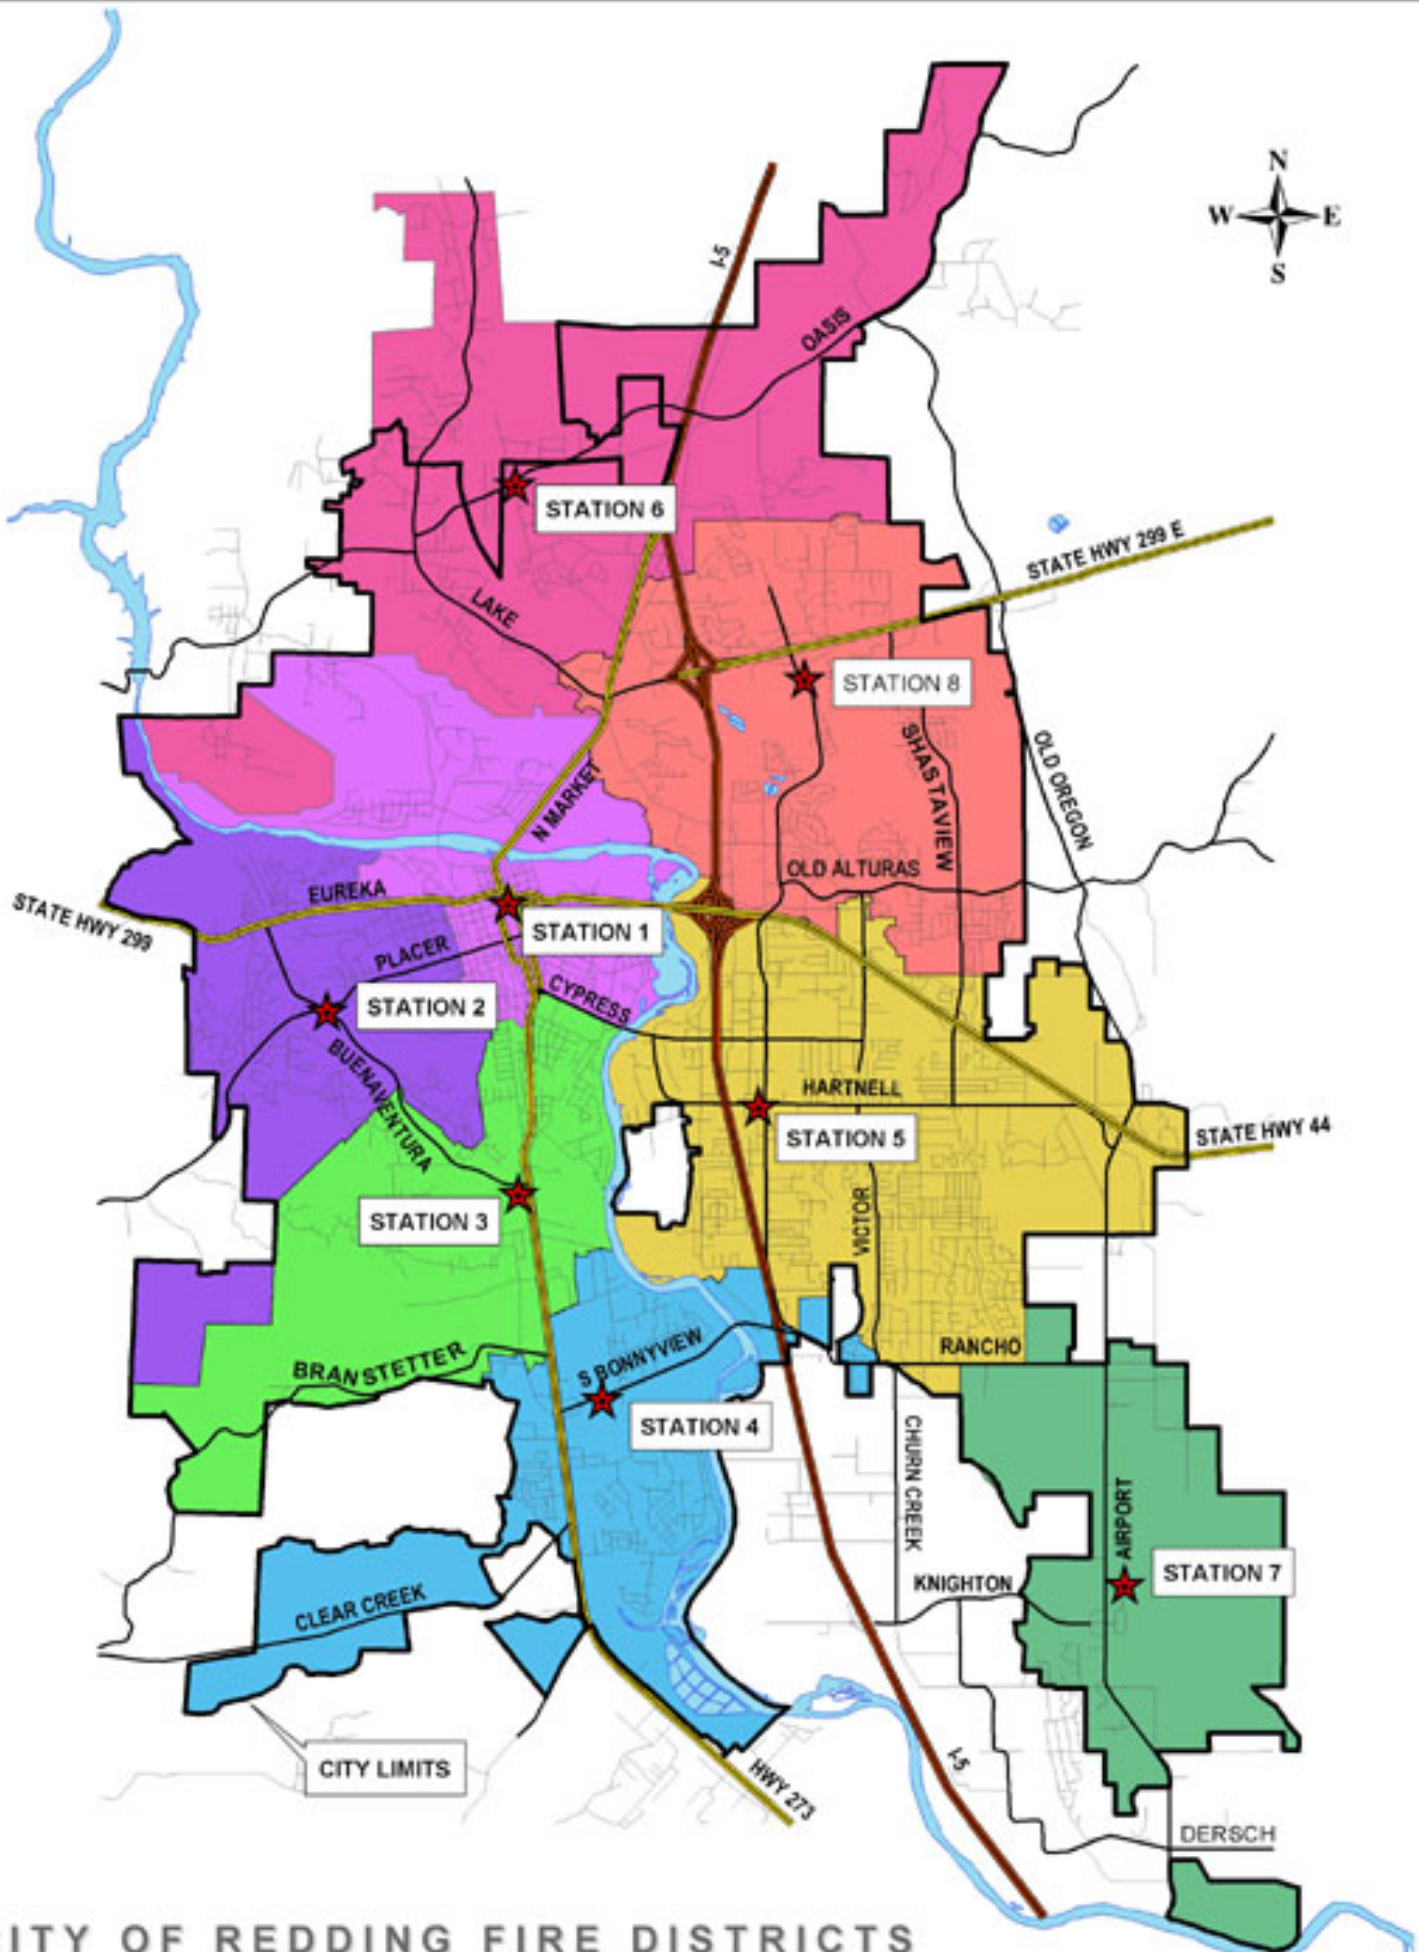 N
W E
S
I-5
OASIS
STATION 6
STATE HWY 299 E
LAKE
STATION 8
SHASTAVIEW
OLD OREGON
N MARKET
OLD ALTURAS
EUREKA
STATE HWY 299
STATION 1
PLACER
CYPRESS
STATION 2
BUENAVENTURA
HARTNELL
STATE HWY 44
STATION 5
STATION 3
VICTOR
RANCHO
S BONNYVIEW
BRANSTETTER
STATION 4
CHURN CREEK
AIRPORT
STATION 7
KNIGHTON
CLEAR CREEK
CITY LIMITS
I-5
HWY 273
DERSCH
CITY OF REDDING FIRE DISTRICTS